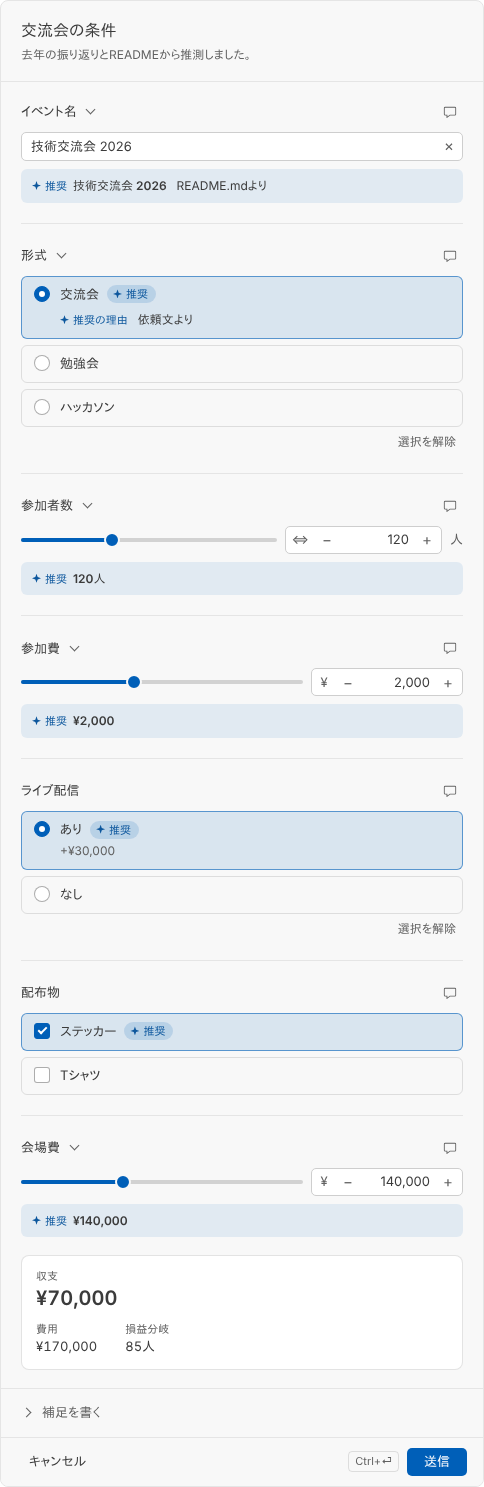 交流会の条件
去年の振り返りとREADMEから推測しました。
イベント名
技術交流会 2026 ×
推奨 技術交流会 2026 README.mdより
形式
交流会 推奨
推奨の理由 依頼文より
勉強会
ハッカソン
選択を解除
参加者数
− 120 + 人
推奨 120人
参加費
¥ − 2,000 +
推奨 ¥2,000
ライブ配信
あり 推奨
+¥30,000
なし
選択を解除
配布物
ステッカー 推奨
Tシャツ
会場費
¥ − 140,000 +
推奨 ¥140,000
収支
¥70,000
費用 損益分岐
¥170,000 85人
補足を書く
キャンセル Ctrl+⏎ 送信